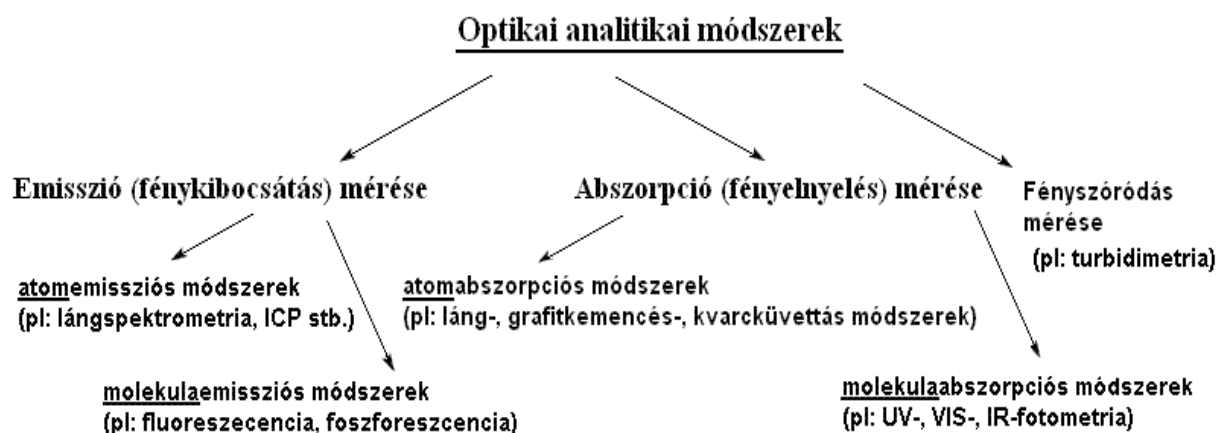 Optikai analitikai módszerek
Emisszió (fénykibocsátás) mérése
Abszorpció (fényelnyelés) mérése
Fényszóródás
mérése
(pl: turbidimetria)
atomemissziós módszerek
(pl: lángspektrometria, ICP stb.)
atomabszorpciós módszerek
(pl: láng-, grafitkemencés-, kvarcküvettás módszerek)
molekulaemissziós módszerek
(pl: fluoreszecencia, foszforeszcencia)
molekulaabszorpciós módszerek
(pl: UV-, VIS-, IR-fotometria)